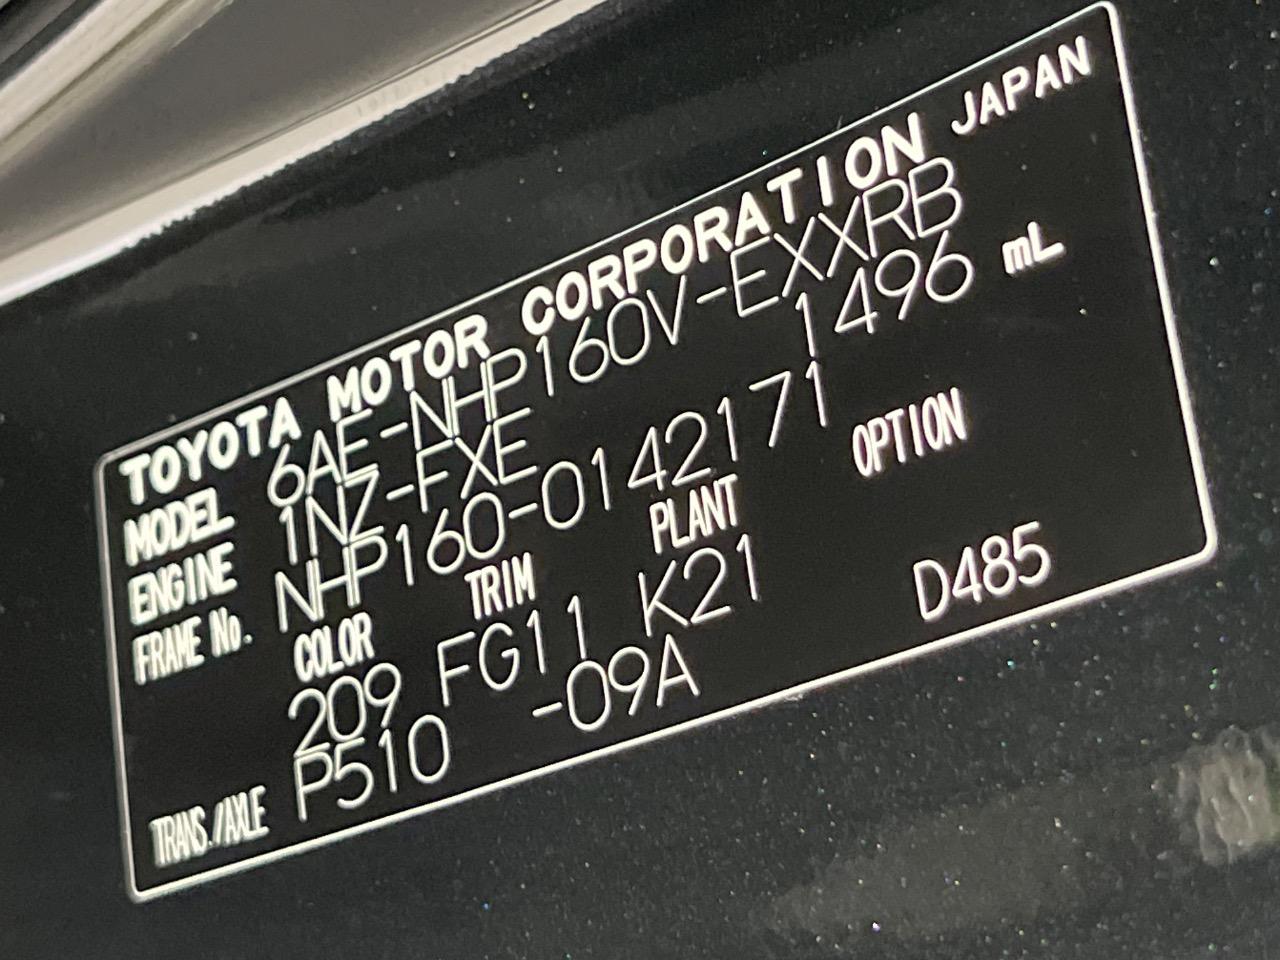 TOYOTA MOTOR CORPORATION JAPAN
MODEL 6AE-NHP160V-EXXRB
ENGINE 1NZ-FXE 1496 mL
FRAME No. NHP160-0142171
COLOR TRIM PLANT OPTION
209 FG11 K21
TRANS./AXLE P510 -09A D485